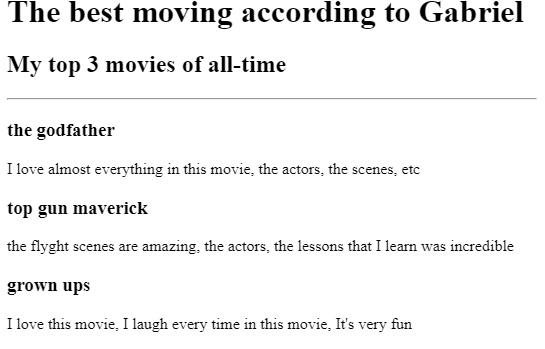 The best moving according to Gabriel
My top 3 movies of all-time
the godfather
I love almost everything in this movie, the actors, the scenes, etc
top gun maverick
the flyght scenes are amazing, the actors, the lessons that I learn was incredible
grown ups
I love this movie, I laugh every time in this movie, It's very fun